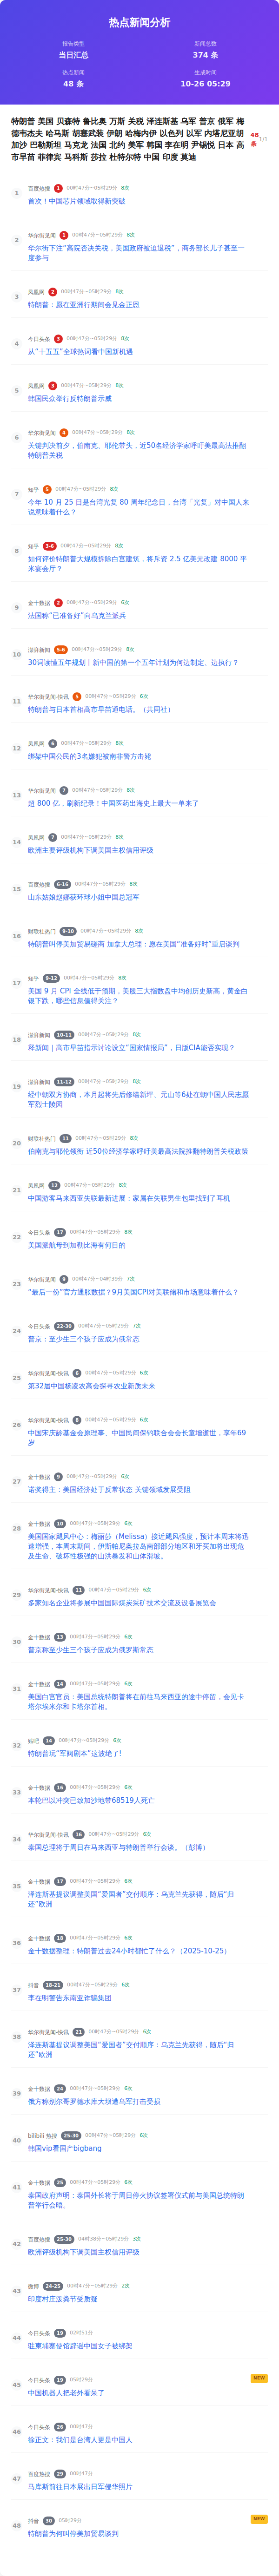 热点新闻分析
报告类型
当日汇总
新闻总数
374 条
热点新闻
48 条
生成时间
10-26 05:29
特朗普 美国 贝森特 鲁比奥 万斯 关税 泽连斯基 乌军 普京 俄军 梅
德韦杰夫 哈马斯 胡塞武装 伊朗 哈梅内伊 以色列 以军 内塔尼亚胡
加沙 巴勒斯坦 马克龙 法国 北约 美军 韩国 李在明 尹锡悦 日本 高
市早苗 菲律宾 马科斯 莎拉 杜特尔特 中国 印度 莫迪
48
条
1/1
1
百度热搜 1 00时47分~05时29分 8次
首次！中国芯片领域取得新突破
2
华尔街见闻 1 00时47分~05时29分 8次
华尔街下注“高院否决关税，美国政府被迫退税”，商务部长儿子甚至一
度参与
3
凤凰网 2 00时47分~05时29分 8次
特朗普：愿在亚洲行期间会见金正恩
4
今日头条 3 00时47分~05时29分 8次
从“十五五”全球热词看中国新机遇
5
凤凰网 3 00时47分~05时29分 8次
韩国民众举行反特朗普示威
6
华尔街见闻 4 00时47分~05时29分 8次
关键判决前夕，伯南克、耶伦带头，近50名经济学家呼吁美最高法推翻
特朗普关税
7
知乎 5 00时47分~05时29分 8次
今年 10 月 25 日是台湾光复 80 周年纪念日，台湾「光复」对中国人来
说意味着什么？
8
知乎 3-6 00时47分~05时29分 8次
如何评价特朗普大规模拆除白宫建筑，将斥资 2.5 亿美元改建 8000 平
米宴会厅？
9
金十数据 2 00时47分~05时29分 6次
法国称“已准备好”向乌克兰派兵
10
澎湃新闻 5-6 00时47分~05时29分 8次
30词读懂五年规划丨新中国的第一个五年计划为何边制定、边执行？
11
华尔街见闻-快讯 5 00时47分~05时29分 6次
特朗普与日本首相高市早苗通电话。（共同社）
12
凤凰网 6 00时47分~05时29分 8次
绑架中国公民的3名嫌犯被南非警方击毙
13
华尔街见闻 7 00时47分~05时29分 8次
超 800 亿，刷新纪录！中国医药出海史上最大一单来了
14
凤凰网 7 00时47分~05时29分 8次
欧洲主要评级机构下调美国主权信用评级
15
百度热搜 6-16 00时47分~05时29分 8次
山东姑娘赵娜获环球小姐中国总冠军
16
财联社热门 9-10 00时47分~05时29分 8次
特朗普叫停美加贸易磋商 加拿大总理：愿在美国“准备好时”重启谈判
17
知乎 9-12 00时47分~05时29分 8次
美国 9 月 CPI 全线低于预期，美股三大指数盘中均创历史新高，黄金白
银下跌，哪些信息值得关注？
18
澎湃新闻 10-11 00时47分~05时29分 8次
释新闻｜高市早苗指示讨论设立“国家情报局”，日版CIA能否实现？
19
澎湃新闻 11-12 00时47分~05时29分 8次
经中朝双方协商，本月起将先后修缮新坪、元山等6处在朝中国人民志愿
军烈士陵园
20
财联社热门 11 00时47分~05时29分 8次
伯南克与耶伦领衔 近50位经济学家呼吁美最高法院推翻特朗普关税政策
21
凤凰网 12 00时47分~05时29分 8次
中国游客马来西亚失联最新进展：家属在失联男生包里找到了耳机
22
今日头条 17 00时47分~05时29分 8次
美国派航母到加勒比海有何目的
23
华尔街见闻 9 00时47分~04时39分 7次
“最后一份”官方通胀数据？9月美国CPI对美联储和市场意味着什么？
24
今日头条 22-30 00时47分~05时29分 7次
普京：至少生三个孩子应成为俄常态
25
华尔街见闻-快讯 6 00时47分~05时29分 6次
第32届中国杨凌农高会探寻农业新质未来
26
华尔街见闻-快讯 8 00时47分~05时29分 6次
中国宋庆龄基金会原理事、中国民间保钓联合会会长童增逝世，享年69
岁
27
金十数据 9 00时47分~05时29分 6次
诺奖得主：美国经济处于反常状态 关键领域发展受阻
28
金十数据 10 00时47分~05时29分 6次
美国国家飓风中心：梅丽莎（Melissa）接近飓风强度，预计本周末将迅
速增强，本周末期间，伊斯帕尼奥拉岛南部部分地区和牙买加将出现危
及生命、破坏性极强的山洪暴发和山体滑坡。
29
华尔街见闻-快讯 11 00时47分~05时29分 6次
多家知名企业将参展中国国际煤炭采矿技术交流及设备展览会
30
金十数据 13 00时47分~05时29分 6次
普京称至少生三个孩子应成为俄罗斯常态
31
金十数据 14 00时47分~05时29分 6次
美国白宫官员：美国总统特朗普将在前往马来西亚的途中停留，会见卡
塔尔埃米尔和卡塔尔首相。
32
贴吧 14 00时47分~05时29分 6次
特朗普玩“军阀剧本”这波绝了!
33
金十数据 16 00时47分~05时29分 6次
本轮巴以冲突已致加沙地带68519人死亡
34
华尔街见闻-快讯 16 00时47分~05时29分 6次
泰国总理将于周日在马来西亚与特朗普举行会谈。（彭博）
35
金十数据 17 00时47分~05时29分 6次
泽连斯基提议调整美国“爱国者”交付顺序：乌克兰先获得，随后“归
还”欧洲
36
金十数据 18 00时47分~05时29分 6次
金十数据整理：特朗普过去24小时都忙了什么？（2025-10-25）
37
抖音 18-21 00时47分~05时29分 6次
李在明警告东南亚诈骗集团
38
华尔街见闻-快讯 21 00时47分~05时29分 6次
泽连斯基提议调整美国“爱国者”交付顺序：乌克兰先获得，随后“归
还”欧洲
39
金十数据 24 00时47分~05时29分 6次
俄方称别尔哥罗德水库大坝遭乌军打击受损
40
bilibili 热搜 25-30 00时47分~05时29分 6次
韩国vip看国产bigbang
41
金十数据 25 00时47分~05时29分 6次
泰国政府声明：泰国外长将于周日停火协议签署仪式前与美国总统特朗
普举行会晤。
42
百度热搜 25-30 04时38分~05时29分 3次
欧洲评级机构下调美国主权信用评级
43
微博 24-25 00时47分~05时29分 2次
印度村庄泼粪节受质疑
44
今日头条 19 02时51分
驻柬埔寨使馆辟谣中国女子被绑架
45
今日头条 19 05时29分
NEW
中国机器人把老外看呆了
46
今日头条 26 00时47分
徐正文：我们是台湾人更是中国人
47
百度热搜 29 00时47分
马库斯前往日本展出日军侵华照片
48
抖音 30 05时29分
NEW
特朗普为何叫停美加贸易谈判